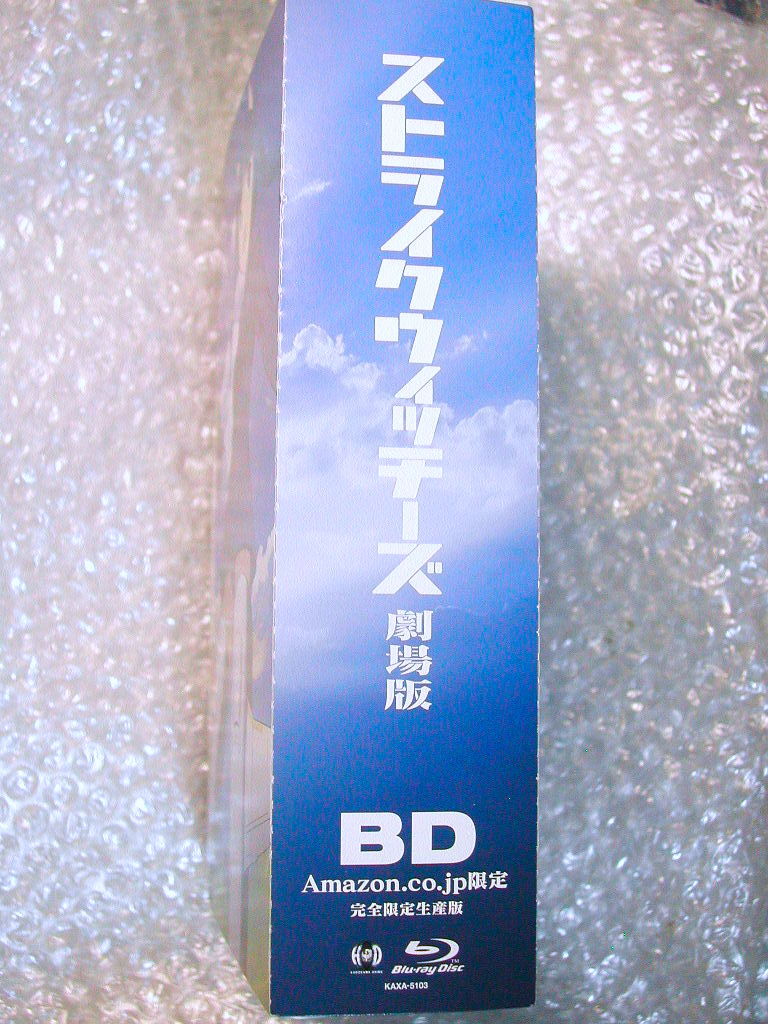 ストライクウィッチーズ
劇場版
BD
Amazon.co.jp限定
完全限定生産版
Blu-ray Disc
TM
KAXA-5103